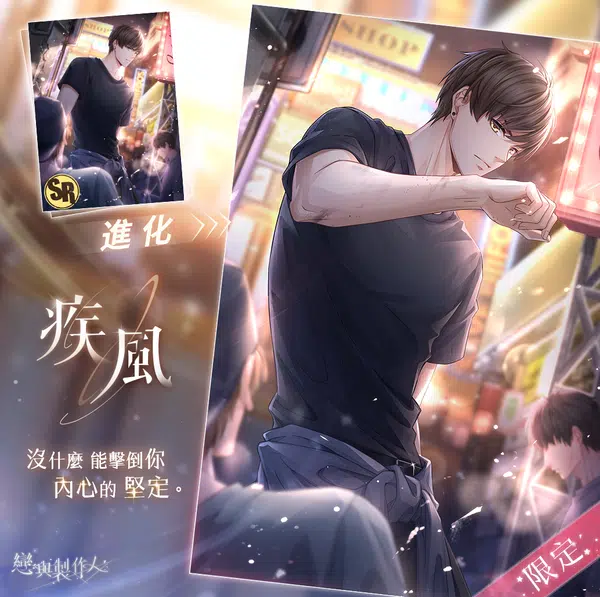 SHOP
SR
進化
疾風
沒什麼 能擊倒你
內心的 堅定。
戀與製作人
限定